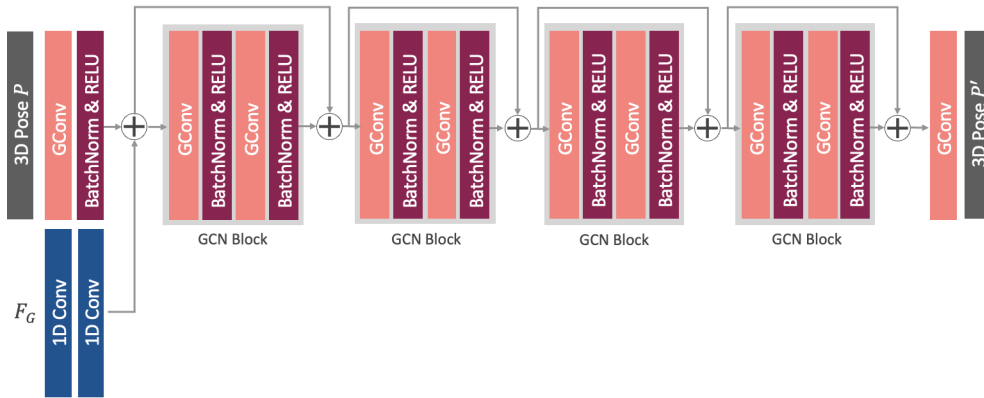 3D Pose P
GConv
BatchNorm & RELU
GConv
BatchNorm & RELU
GConv
BatchNorm & RELU
GCN Block
GConv
BatchNorm & RELU
GConv
BatchNorm & RELU
GCN Block
GConv
BatchNorm & RELU
GConv
BatchNorm & RELU
GCN Block
GConv
BatchNorm & RELU
GConv
BatchNorm & RELU
GCN Block
GConv
3D Pose P′
F_G
1D Conv
1D Conv